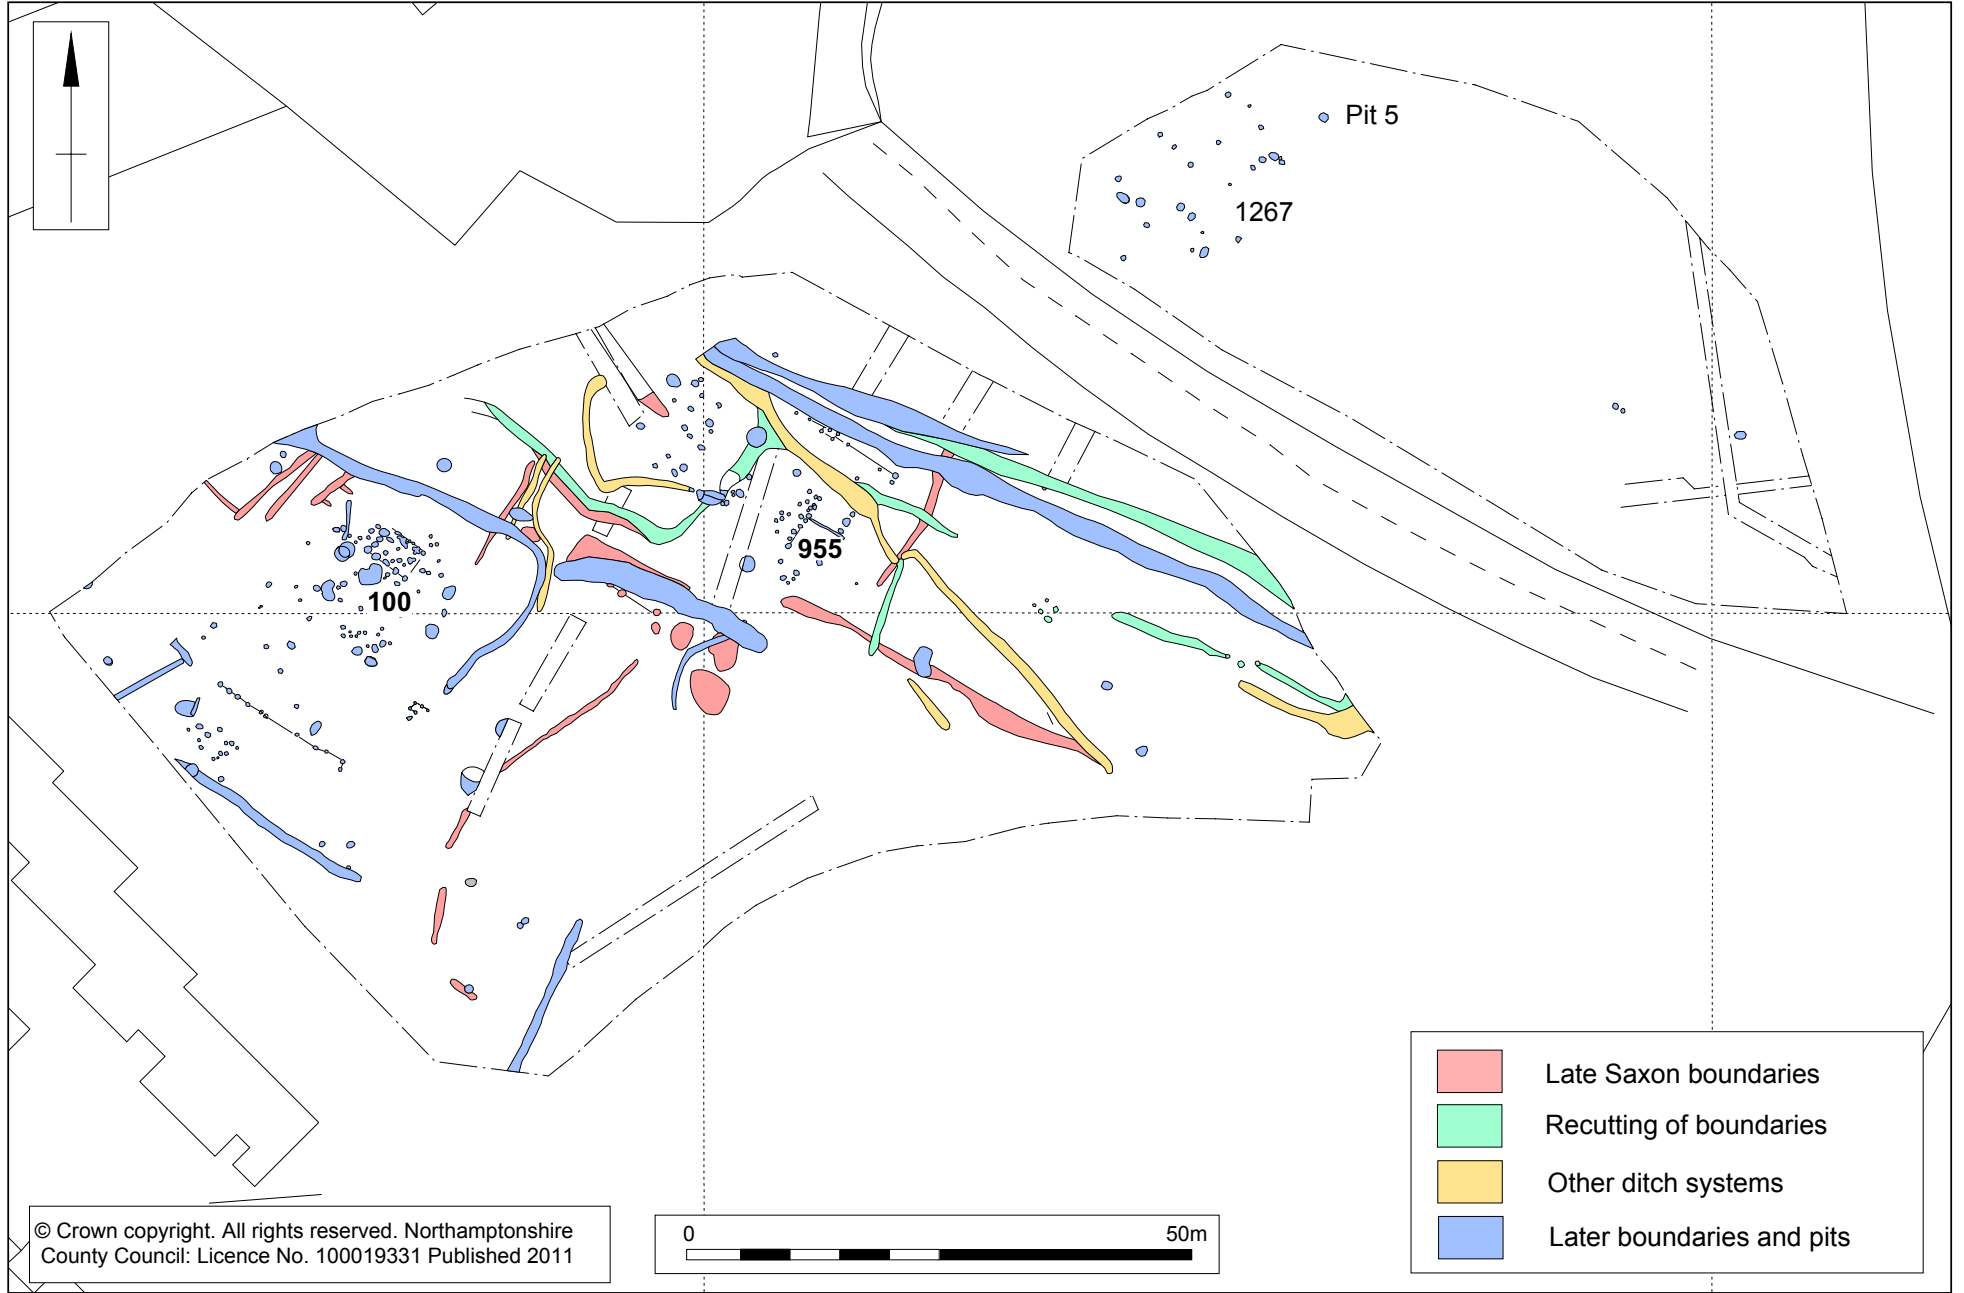 Pit 5
1267
955
100
Late Saxon boundaries
Recutting of boundaries
Other ditch systems
Later boundaries and pits
© Crown copyright. All rights reserved. Northamptonshire
County Council: Licence No. 100019331 Published 2011
0 50m